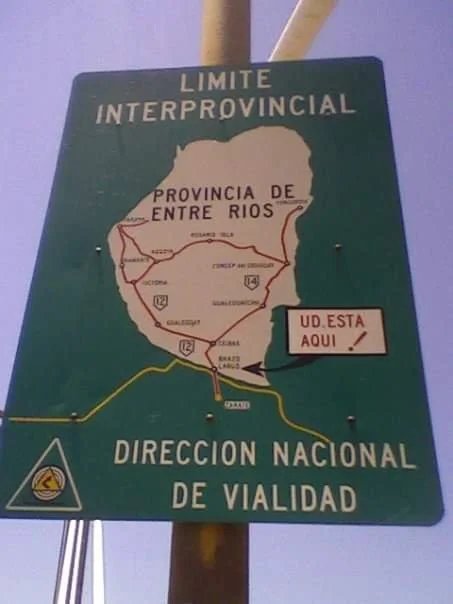 LIMITE
INTERPROVINCIAL
PROVINCIA DE
ENTRE RIOS
CONCORDIA
ROSARIO TALA
NOGOYA
DIAMANTE
VICTORIA
CONCEP. DEL URUGUAY
14
12
GUALEGUAYCHU
GUALEGUAY
UD.ESTA
AQUI !
12
CEIBAS
BRAZO
LARGO
ZARATE
DIRECCION NACIONAL
DE VIALIDAD